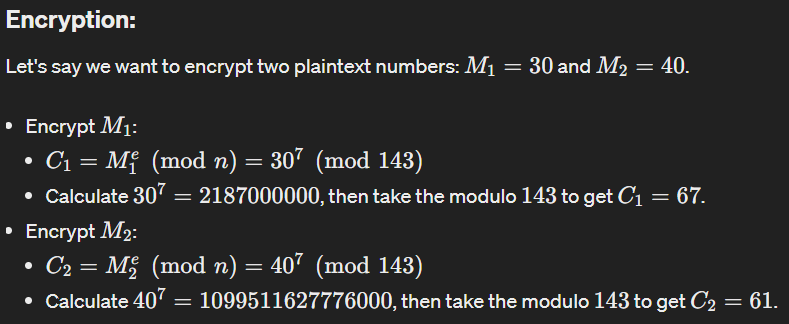 Encryption:
Let's say we want to encrypt two plaintext numbers: M₁ = 30 and M₂ = 40.
• Encrypt M₁:
• C₁ = M₁ᵉ (mod n) = 30⁷ (mod 143)
• Calculate 30⁷ = 2187000000, then take the modulo 143 to get C₁ = 67.
• Encrypt M₂:
• C₂ = M₂ᵉ (mod n) = 40⁷ (mod 143)
• Calculate 40⁷ = 1099511627776000, then take the modulo 143 to get C₂ = 61.